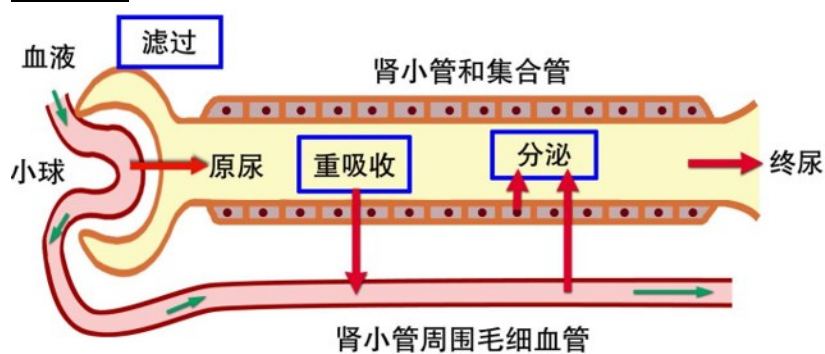 滤过
血液
肾小管和集合管
小球
原尿
重吸收
分泌
终尿
肾小管周围毛细血管